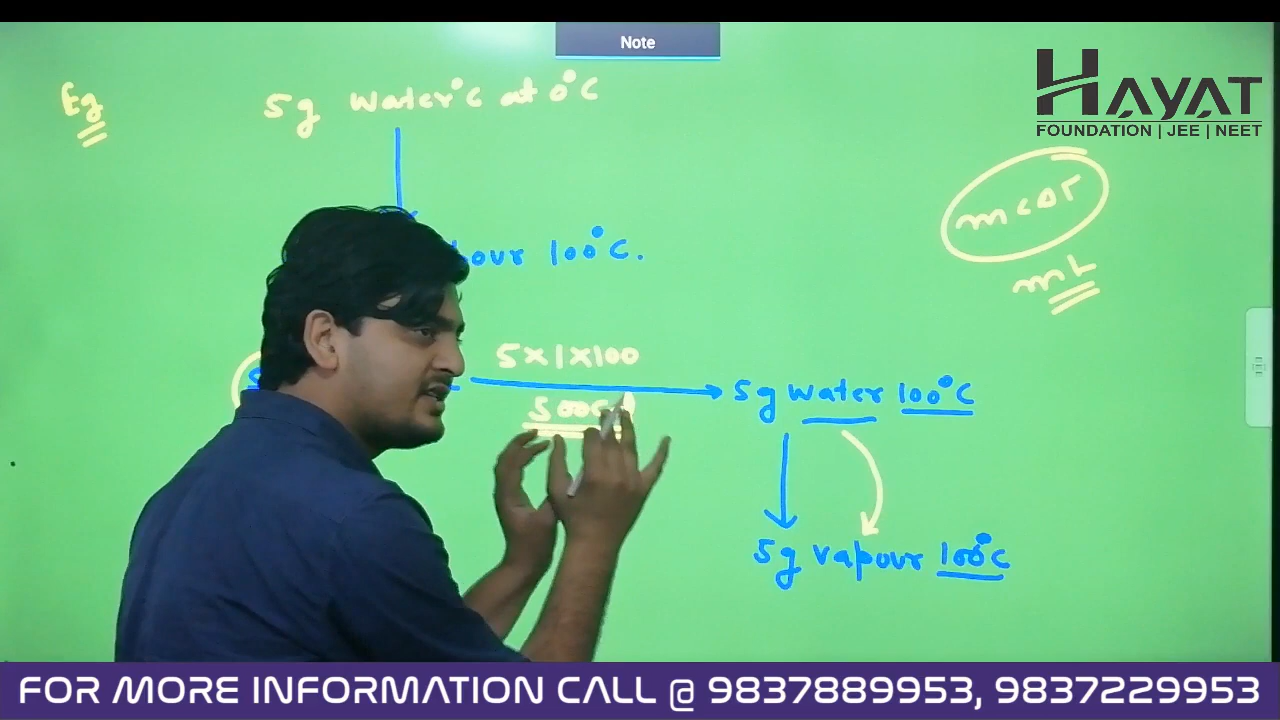 Note
HAYAT
FOUNDATION | JEE | NEET
Eg
5g Water°C at 0°C
mcΔT
mL
100°C.
5×1×100
5g Water 100°C
5g vapour 100°C
FOR MORE INFORMATION CALL @ 9837889953, 9837229953